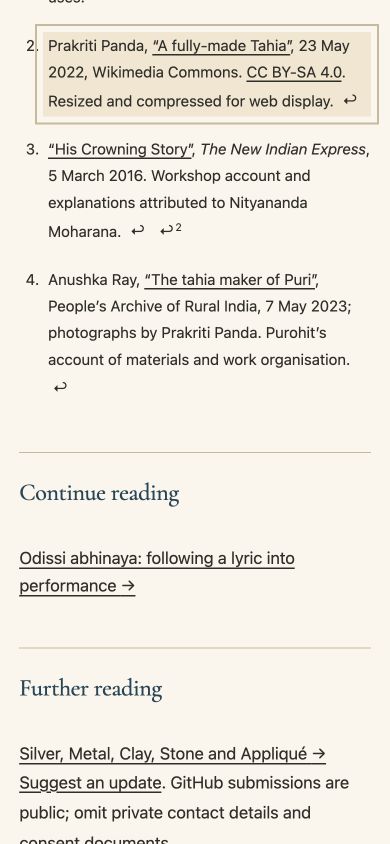 uses.
2. Prakriti Panda, “A fully-made Tahia”, 23 May
2022, Wikimedia Commons. CC BY-SA 4.0.
Resized and compressed for web display. ↩
3. “His Crowning Story”, The New Indian Express,
5 March 2016. Workshop account and
explanations attributed to Nityananda
Moharana. ↩ ↩2
4. Anushka Ray, “The tahia maker of Puri”,
People’s Archive of Rural India, 7 May 2023;
photographs by Prakriti Panda. Purohit’s
account of materials and work organisation.
↩
Continue reading
Odissi abhinaya: following a lyric into
performance →
Further reading
Silver, Metal, Clay, Stone and Appliqué →
Suggest an update. GitHub submissions are
public; omit private contact details and
consent documents.